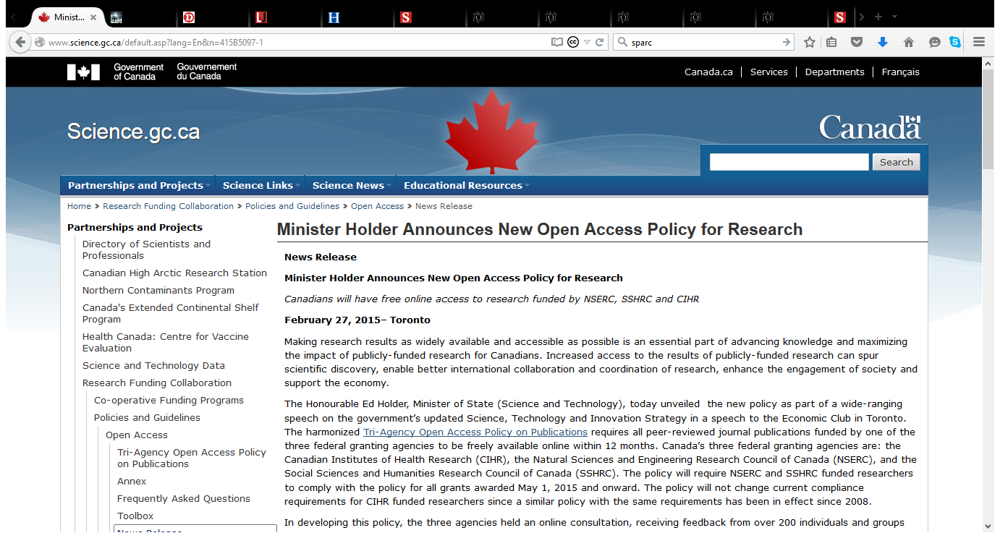 Minist...
ismd
www.science.gc.ca/default.asp?lang=En&n=415B5097-1
sparc
Government of Canada
Gouvernement du Canada
Canada.ca | Services | Departments | Français
Science.gc.ca
Canada
Search
Partnerships and Projects Science Links Science News Educational Resources
Home » Research Funding Collaboration » Policies and Guidelines » Open Access » News Release
Partnerships and Projects
Directory of Scientists and
Professionals
Canadian High Arctic Research Station
Northern Contaminants Program
Canada's Extended Continental Shelf
Program
Health Canada: Centre for Vaccine
Evaluation
Science and Technology Data
Research Funding Collaboration
Co-operative Funding Programs
Policies and Guidelines
Open Access
Tri-Agency Open Access Policy
on Publications
Annex
Frequently Asked Questions
Toolbox
News Release
Minister Holder Announces New Open Access Policy for Research
News Release
Minister Holder Announces New Open Access Policy for Research
Canadians will have free online access to research funded by NSERC, SSHRC and CIHR
February 27, 2015– Toronto
Making research results as widely available and accessible as possible is an essential part of advancing knowledge and maximizing
the impact of publicly-funded research for Canadians. Increased access to the results of publicly-funded research can spur
scientific discovery, enable better international collaboration and coordination of research, enhance the engagement of society and
support the economy.
The Honourable Ed Holder, Minister of State (Science and Technology), today unveiled  the new policy as part of a wide-ranging
speech on the government’s updated Science, Technology and Innovation Strategy in a speech to the Economic Club in Toronto.
The harmonized Tri-Agency Open Access Policy on Publications requires all peer-reviewed journal publications funded by one of the
three federal granting agencies to be freely available online within 12 months. Canada’s three federal granting agencies are: the
Canadian Institutes of Health Research (CIHR), the Natural Sciences and Engineering Research Council of Canada (NSERC), and the
Social Sciences and Humanities Research Council of Canada (SSHRC). The policy will require NSERC and SSHRC funded researchers
to comply with the policy for all grants awarded May 1, 2015 and onward. The policy will not change current compliance
requirements for CIHR funded researchers since a similar policy with the same requirements has been in effect since 2008.
In developing this policy, the three agencies held an online consultation, receiving feedback from over 200 individuals and groups